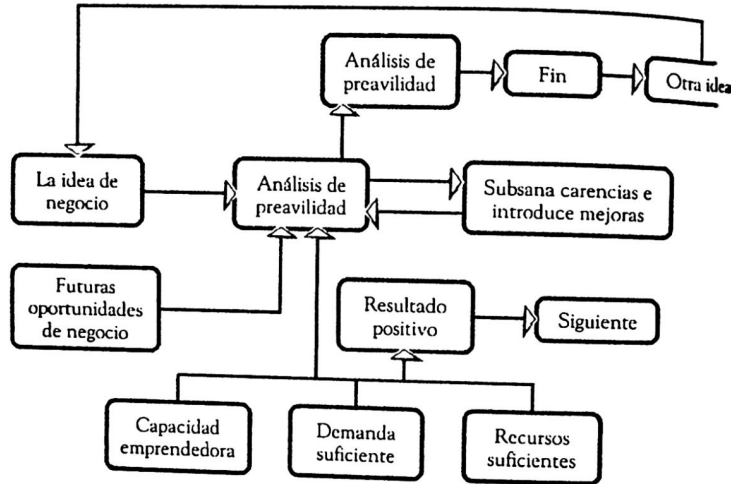 Análisis de
preavilidad
Fin
Otra idea
La idea de
negocio
Análisis de
preavilidad
Subsana carencias e
introduce mejoras
Futuras
oportunidades
de negocio
Resultado
positivo
Siguiente
Capacidad
emprendedora
Demanda
suficiente
Recursos
suficientes